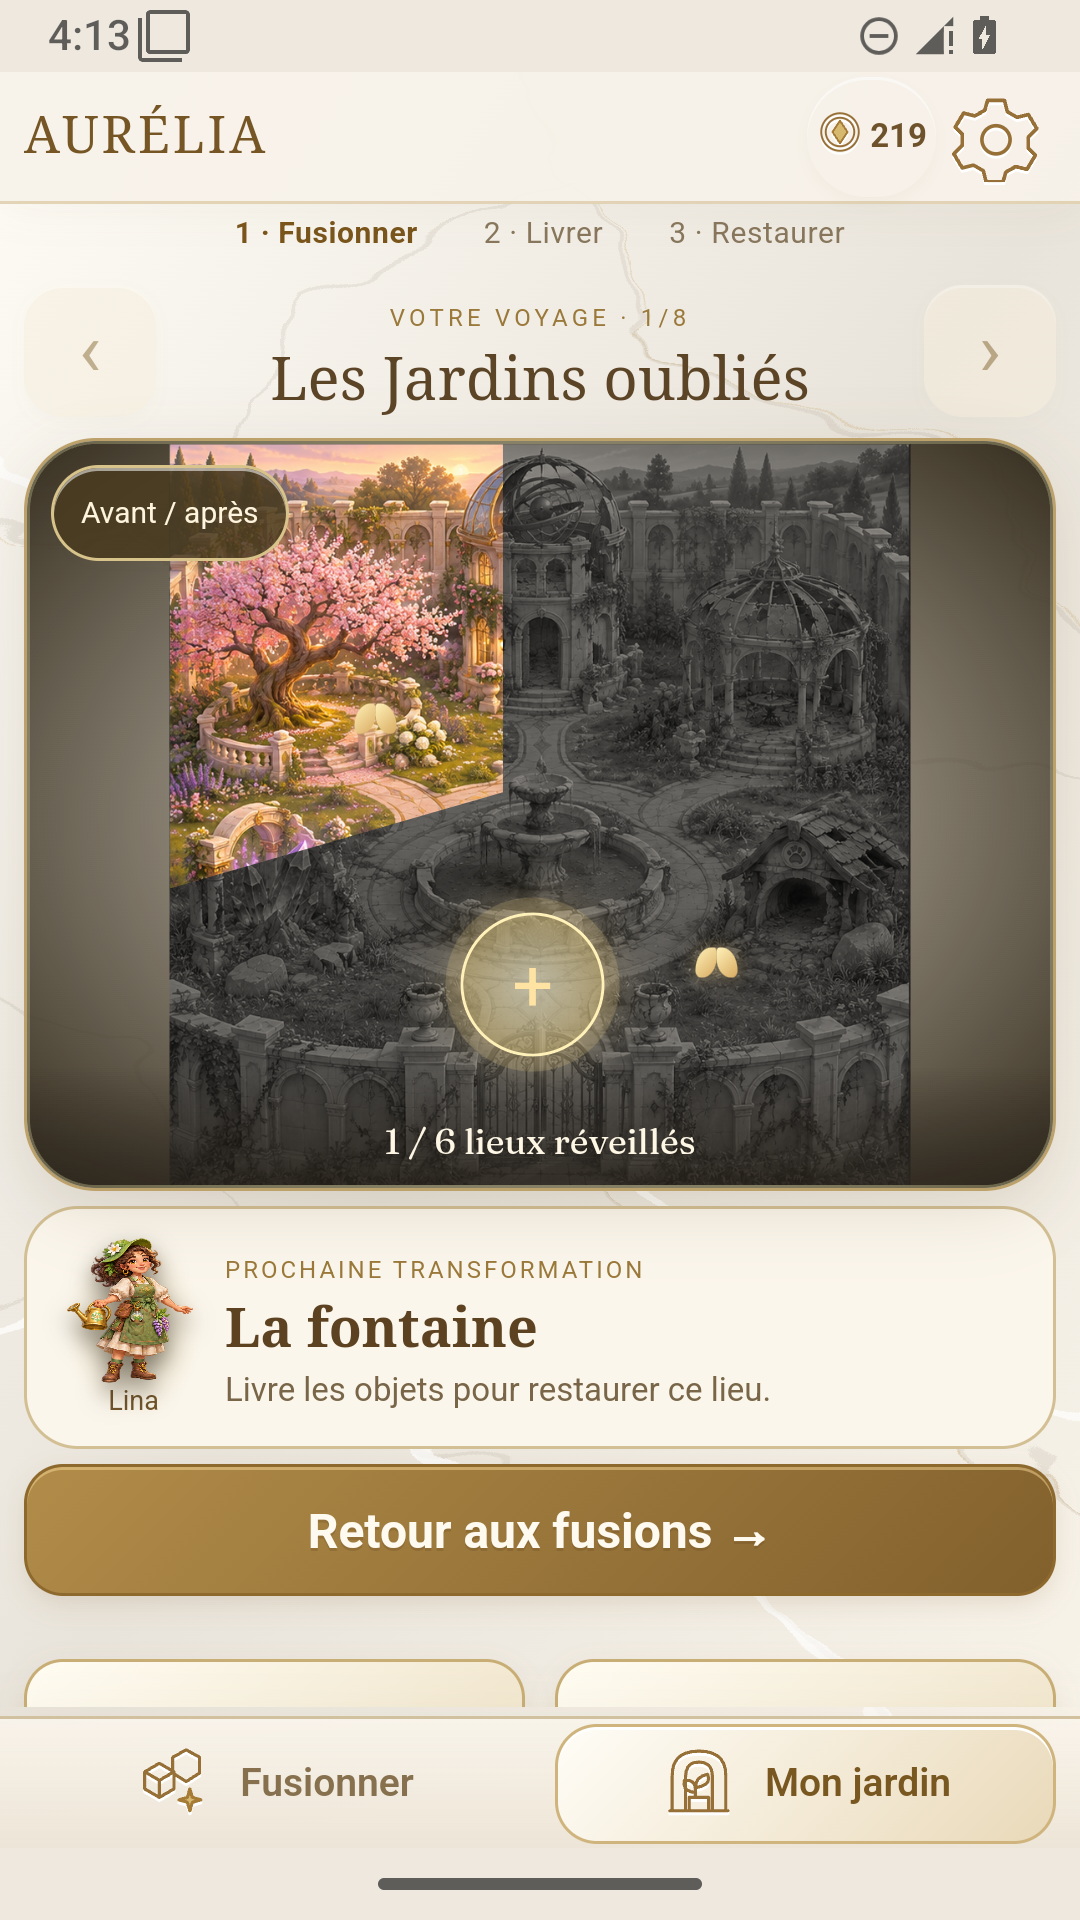 4:13
AURÉLIA
219
1 · Fusionner
2 · Livrer
3 · Restaurer
VOTRE VOYAGE · 1/8
‹
›
Les Jardins oubliés
Avant / après
+
1 / 6 lieux réveillés
PROCHAINE TRANSFORMATION
La fontaine
Livre les objets pour restaurer ce lieu.
Lina
Retour aux fusions →
Fusionner
Mon jardin